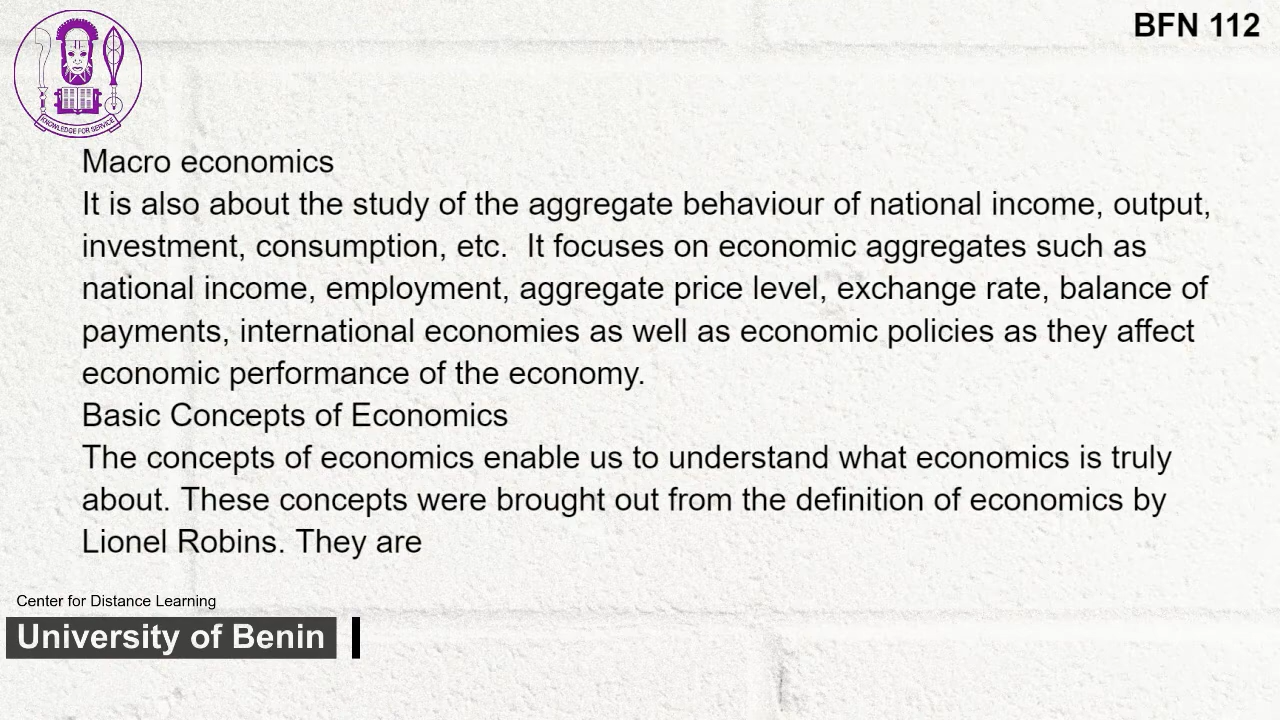 BFN 112
KNOWLEDGE FOR SERVICE
Macro economics
It is also about the study of the aggregate behaviour of national income, output,
investment, consumption, etc.  It focuses on economic aggregates such as
national income, employment, aggregate price level, exchange rate, balance of
payments, international economies as well as economic policies as they affect
economic performance of the economy.
Basic Concepts of Economics
The concepts of economics enable us to understand what economics is truly
about. These concepts were brought out from the definition of economics by
Lionel Robins. They are
Center for Distance Learning
University of Benin